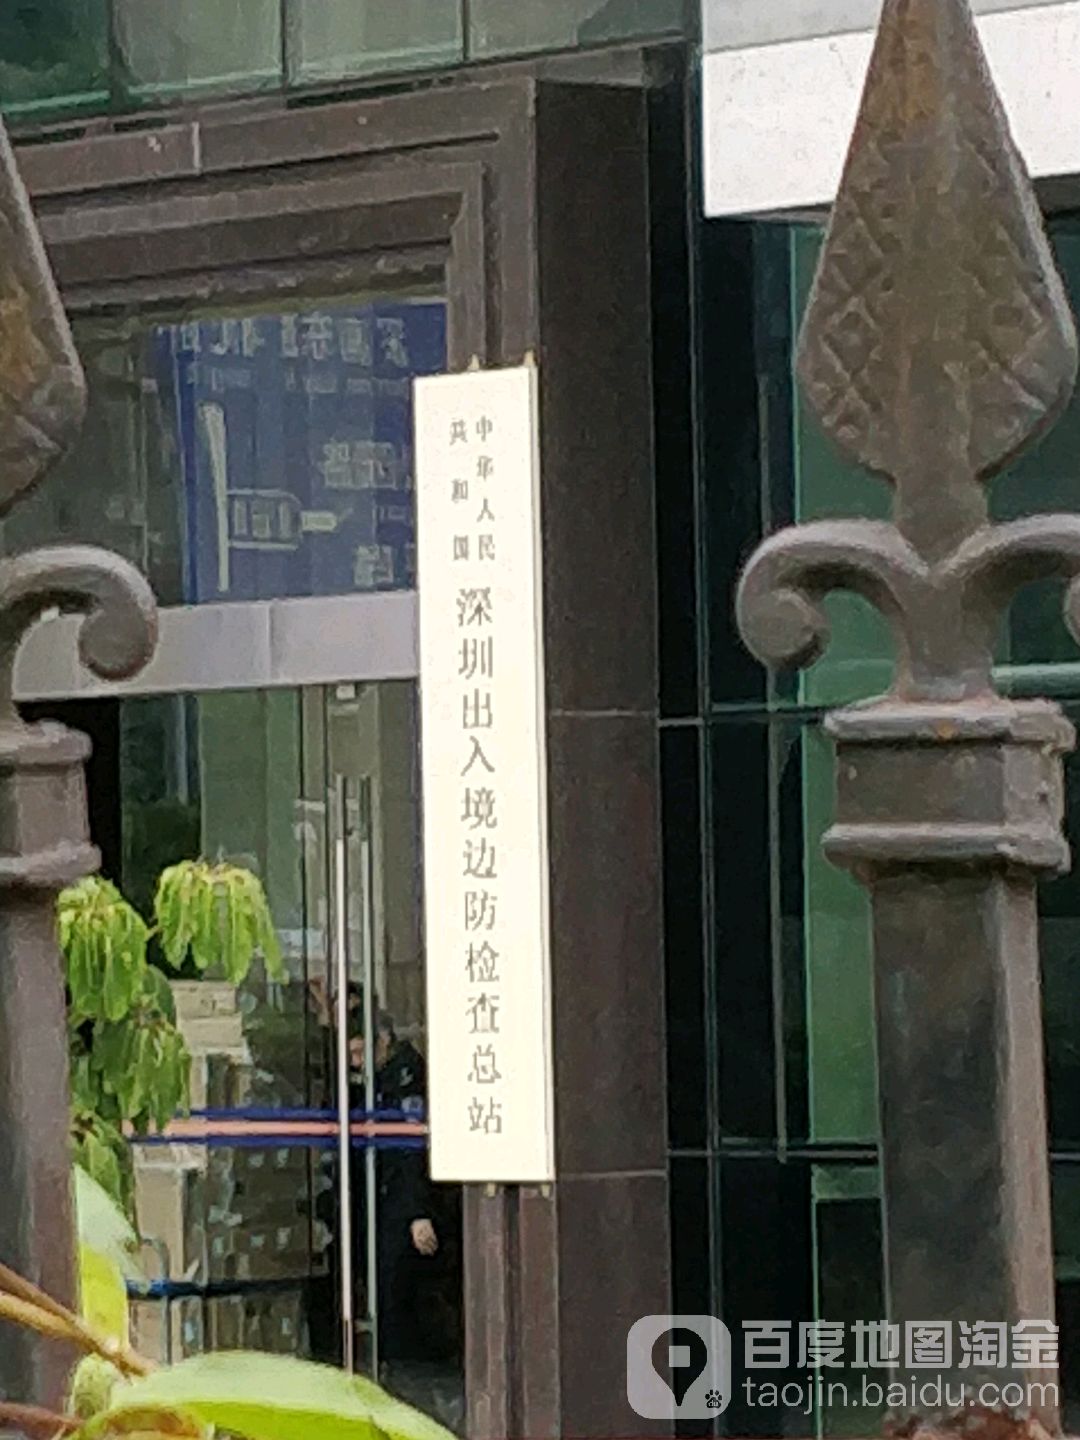 中华人民
共和国
深圳出入境边防检查总站
百度地图淘金
taojin.baidu.com